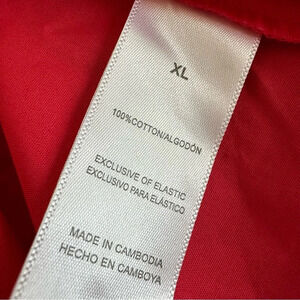 XL
100%COTTON/ALGODÓN
EXCLUSIVE OF ELASTIC
EXCLUSIVO PARA ELÁSTICO
MADE IN CAMBODIA
HECHO EN CAMBOYA